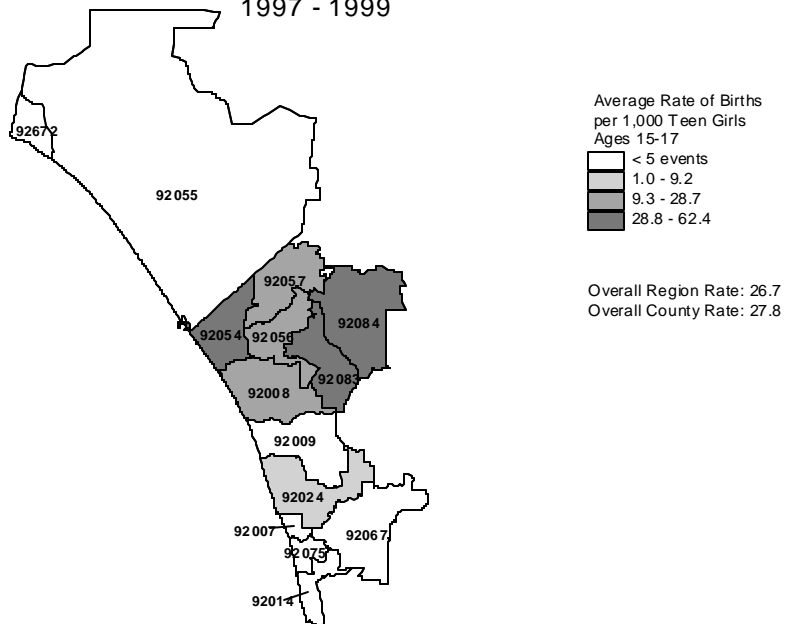 1997 - 1999
Average Rate of Births
per 1,000 Teen Girls
Ages 15-17
< 5 events
1.0 - 9.2
9.3 - 28.7
28.8 - 62.4
Overall Region Rate: 26.7
Overall County Rate: 27.8
92672
92055
92057
92054
92056
92084
92083
92008
92009
92024
92007
92067
92075
92014